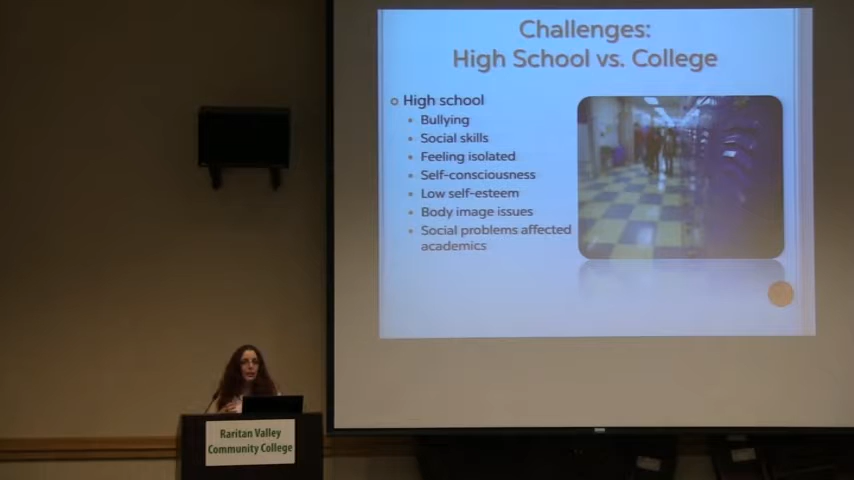 Challenges:
High School vs. College
High school
Bullying
Social skills
Feeling isolated
Self-consciousness
Low self-esteem
Body image issues
Social problems affected
academics
Raritan Valley
Community College